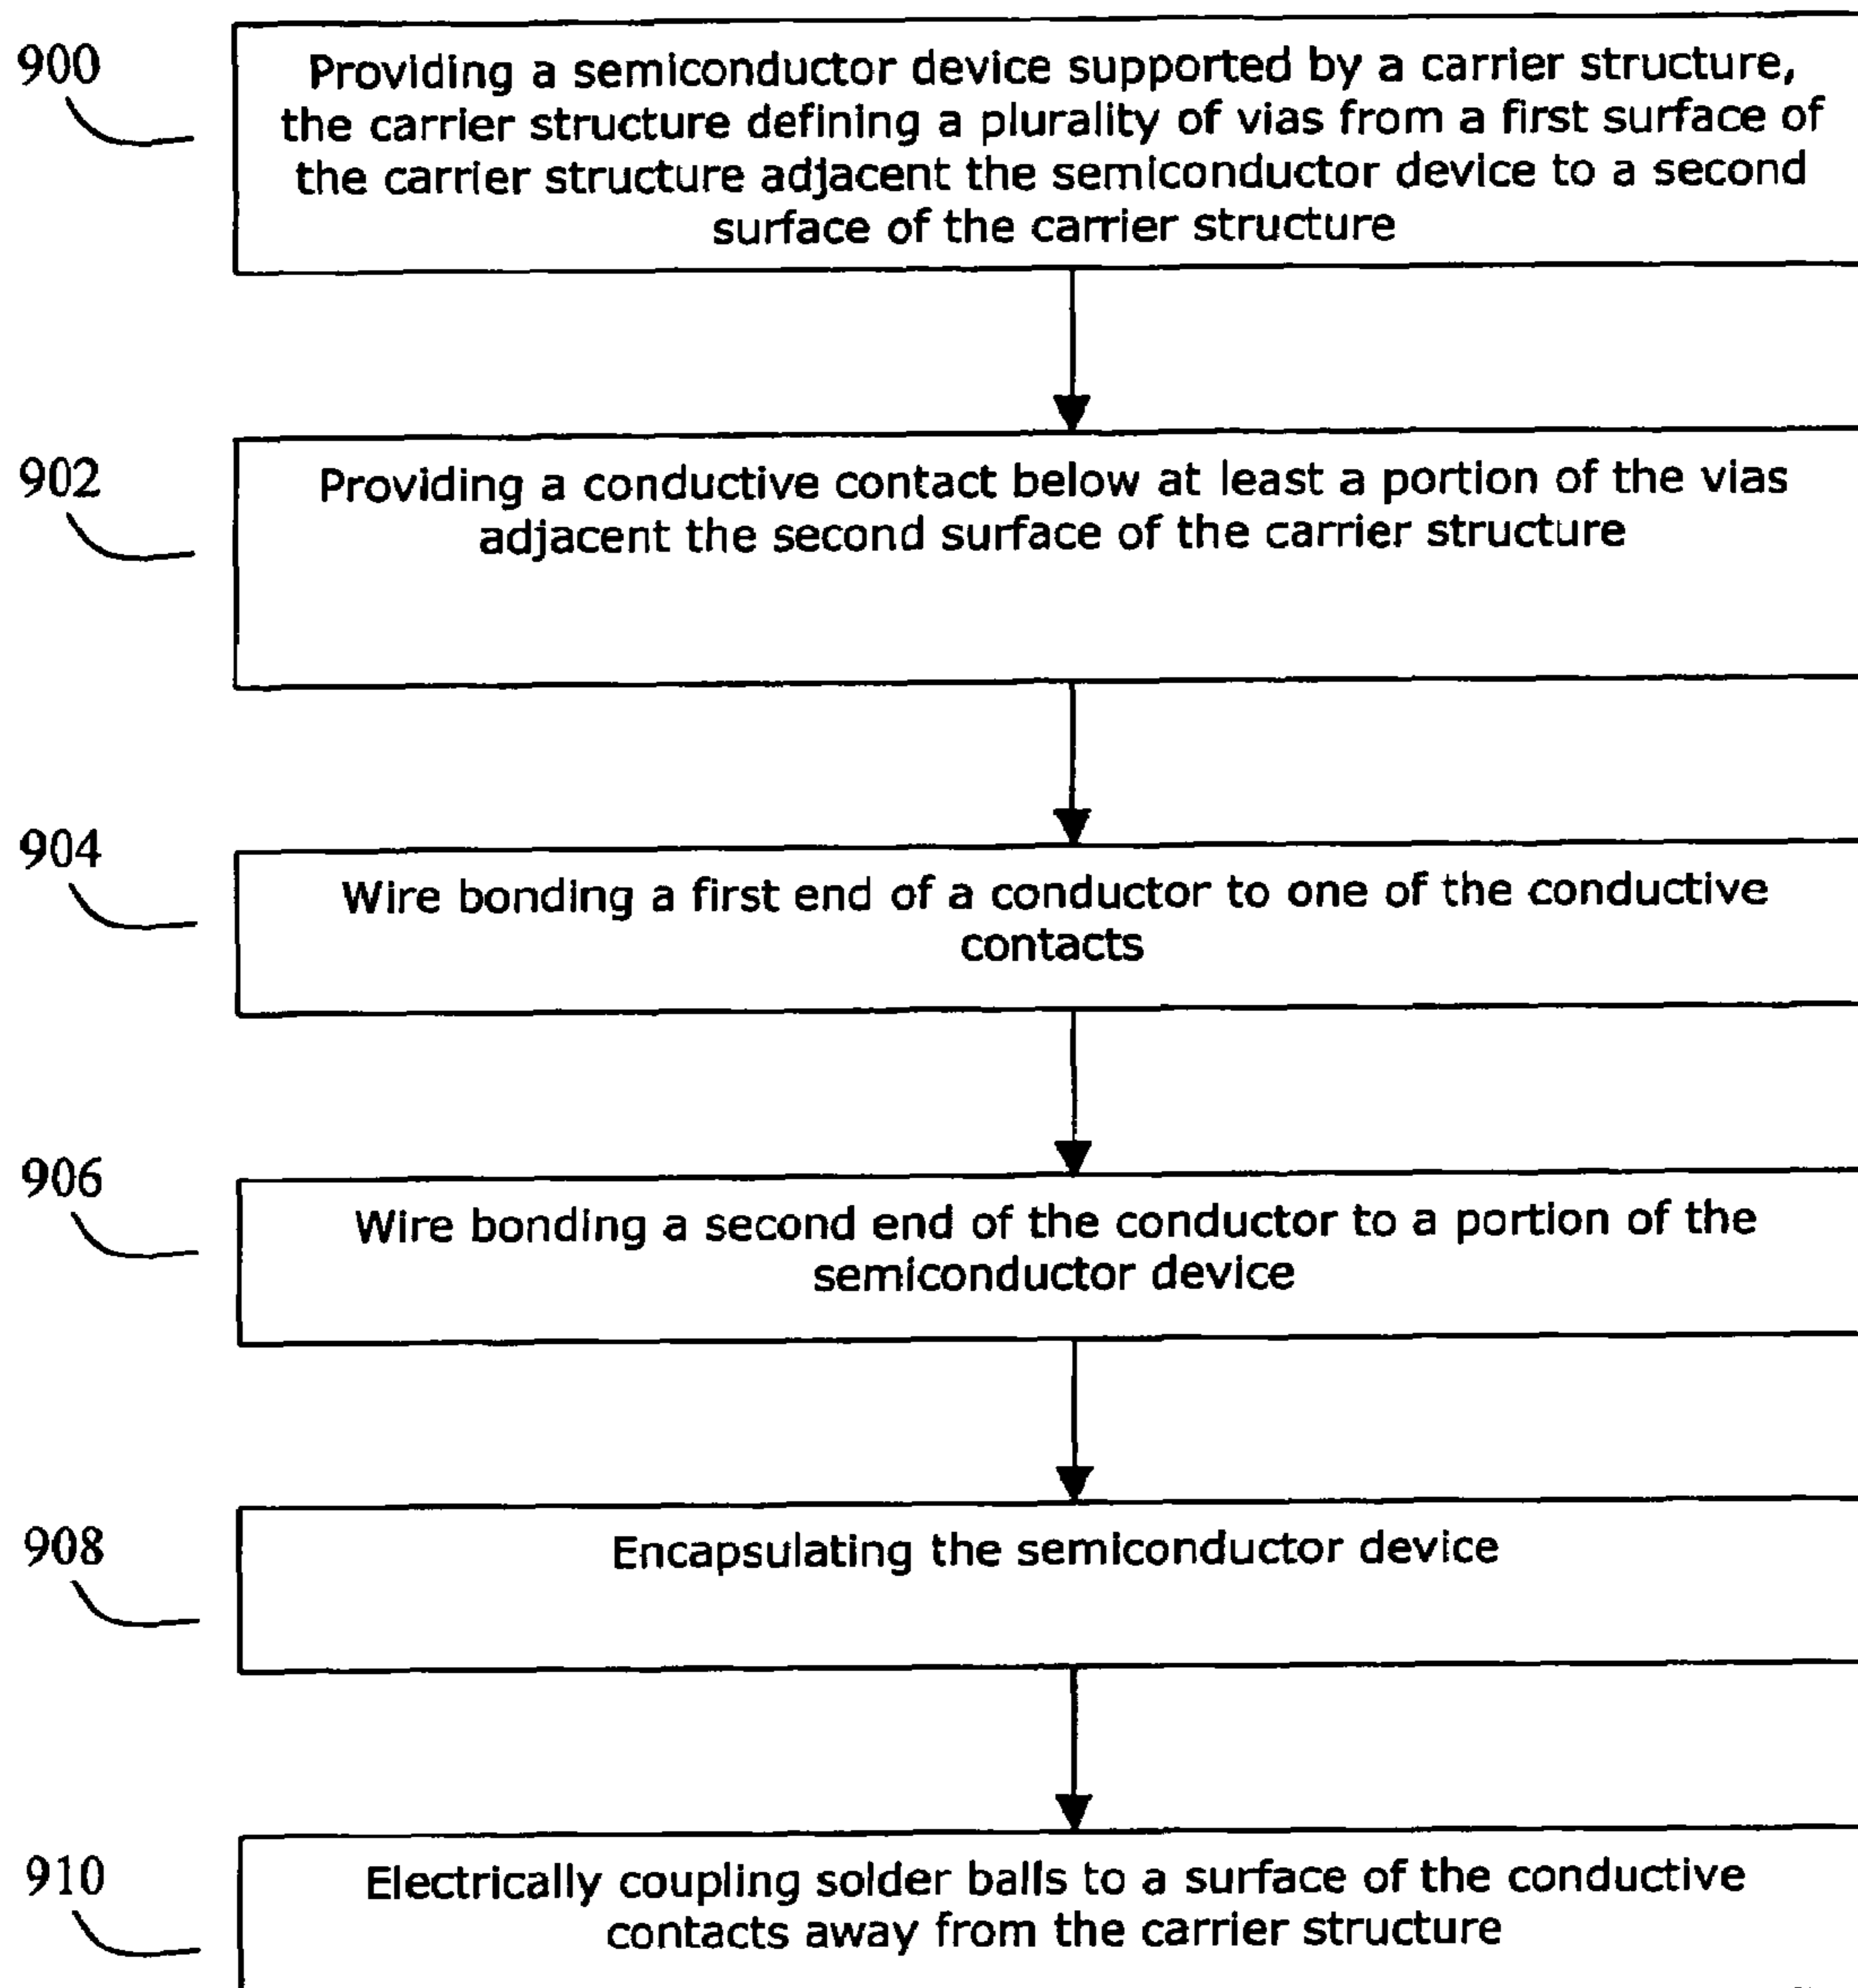 900
Providing a semiconductor device supported by a carrier structure,
the carrier structure defining a plurality of vias from a first surface of
the carrier structure adjacent the semiconductor device to a second
surface of the carrier structure
902
Providing a conductive contact below at least a portion of the vias
adjacent the second surface of the carrier structure
904
Wire bonding a first end of a conductor to one of the conductive
contacts
906
Wire bonding a second end of the conductor to a portion of the
semiconductor device
908
Encapsulating the semiconductor device
910
Electrically coupling solder balls to a surface of the conductive
contacts away from the carrier structure